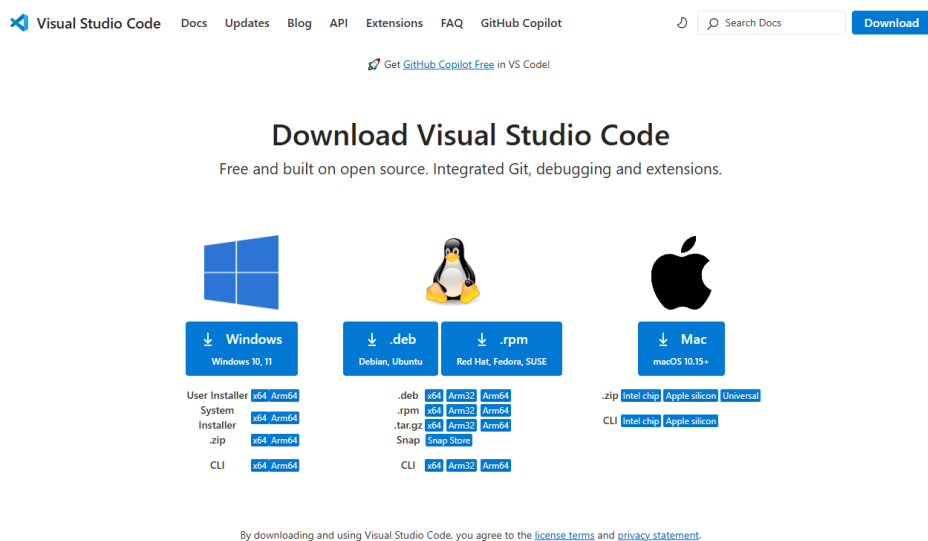 Visual Studio Code Docs Updates Blog API Extensions FAQ GitHub Copilot Search Docs Download
Get GitHub Copilot Free in VS Code!
Download Visual Studio Code
Free and built on open source. Integrated Git, debugging and extensions.
Windows
Windows 10, 11
User Installer x64 Arm64
System
Installer x64 Arm64
.zip x64 Arm64
CLI x64 Arm64
.deb
Debian, Ubuntu
.rpm
Red Hat, Fedora, SUSE
.deb x64 Arm32 Arm64
.rpm x64 Arm32 Arm64
.tar.gz x64 Arm32 Arm64
Snap Snap Store
CLI x64 Arm32 Arm64
Mac
macOS 10.15+
.zip Intel chip Apple silicon Universal
CLI Intel chip Apple silicon
By downloading and using Visual Studio Code, you agree to the license terms and privacy statement.